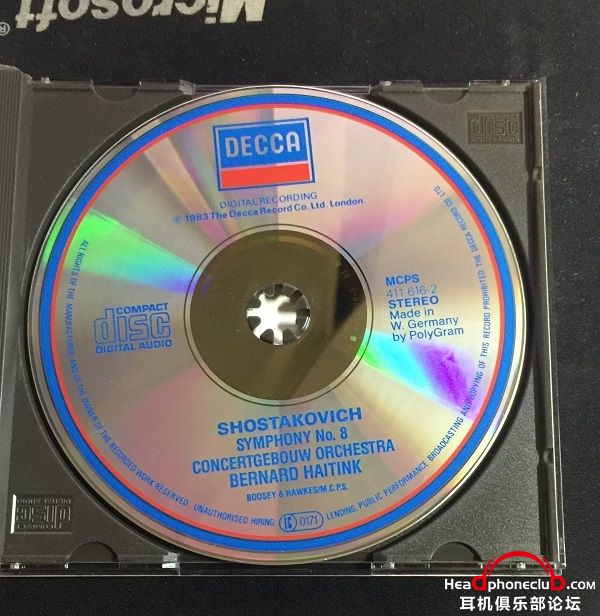 Microsoft®
DECCA
DIGITAL RECORDING
℗ 1983 The Decca Record Co. Ltd. London.
COMPACT
disc
DIGITAL AUDIO
MCPS
411 616-2
STEREO
Made in
W. Germany
by PolyGram
SHOSTAKOVICH
SYMPHONY No. 8
CONCERTGEBOUW ORCHESTRA
BERNARD HAITINK
BOOSEY & HAWKES/M.C.P.S.
ALL RIGHTS OF THE MANUFACTURER AND OF THE OWNER OF THE RECORDED WORK RESERVED. UNAUTHORISED HIRING, LC 0171 LENDING, PUBLIC PERFORMANCE BROADCASTING AND COPYING OF THIS RECORD PROHIBITED THE DECCA RECORD CO LTD
COMPACT
disc
DIGITAL AUDIO
COMPACT
disc
DIGITAL AUDIO
HeadphonecluB.com
耳机俱乐部论坛